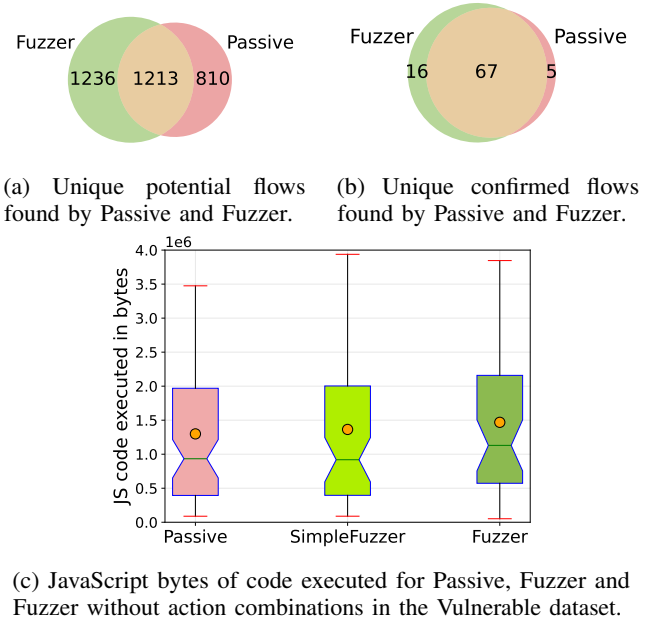 Fuzzer Passive
1236 1213 810
Fuzzer Passive
16 67 5
(a) Unique potential flows
found by Passive and Fuzzer.
(b) Unique confirmed flows
found by Passive and Fuzzer.
1e6
4.0
3.5
3.0
2.5
2.0
1.5
1.0
0.5
0.0
JS code executed in bytes
Passive SimpleFuzzer Fuzzer
(c) JavaScript bytes of code executed for Passive, Fuzzer and
Fuzzer without action combinations in the Vulnerable dataset.